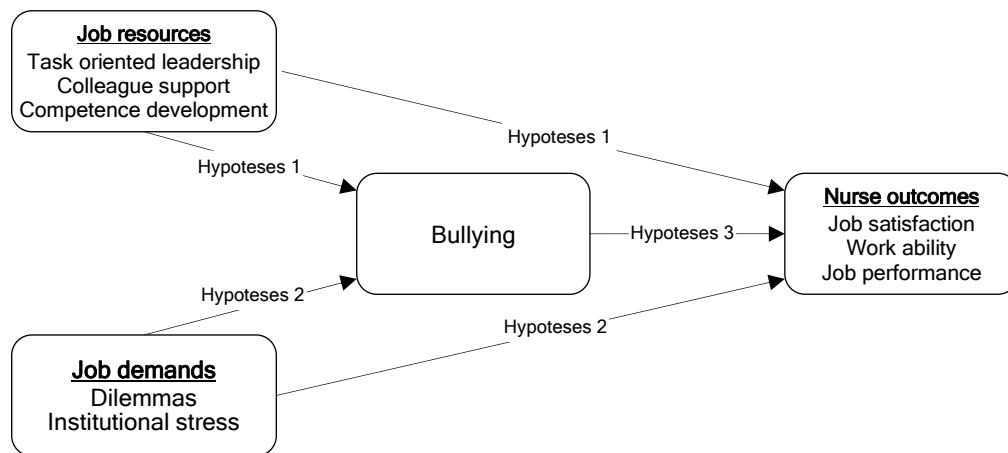 Job resources
Task oriented leadership
Colleague support
Competence development
Hypoteses 1
Hypoteses 1
Bullying
Hypoteses 3
Nurse outcomes
Job satisfaction
Work ability
Job performance
Hypoteses 2
Hypoteses 2
Job demands
Dilemmas
Institutional stress